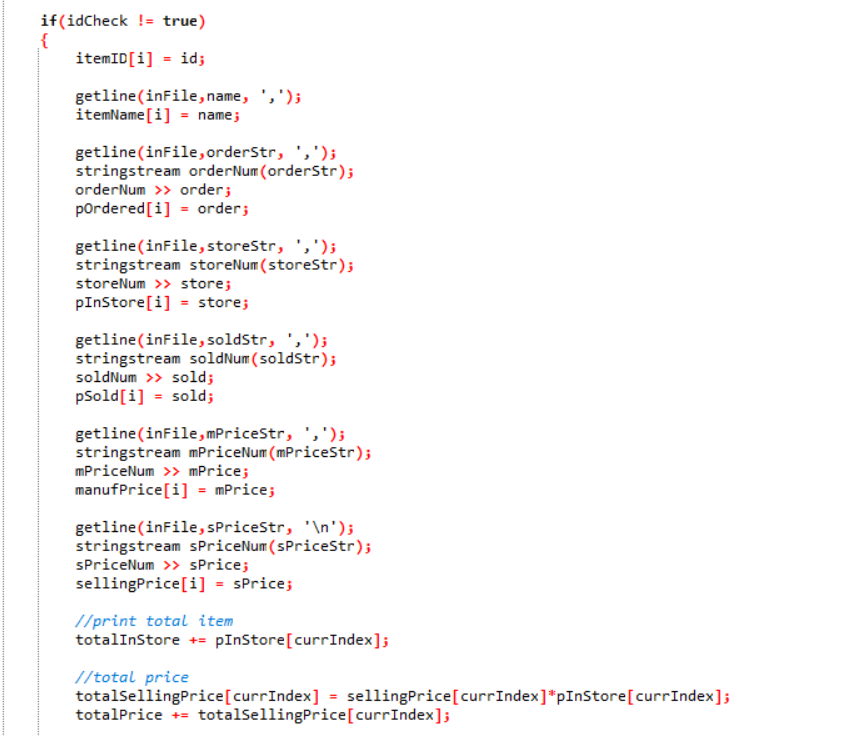 if(idCheck != true)
{
itemID[i] = id;
getline(inFile,name, ',');
itemName[i] = name;
getline(inFile,orderStr, ',');
stringstream orderNum(orderStr);
orderNum >> order;
pOrdered[i] = order;
getline(inFile,storeStr, ',');
stringstream storeNum(storeStr);
storeNum >> store;
pInStore[i] = store;
getline(inFile,soldStr, ',');
stringstream soldNum(soldStr);
soldNum >> sold;
pSold[i] = sold;
getline(inFile,mPriceStr, ',');
stringstream mPriceNum(mPriceStr);
mPriceNum >> mPrice;
manufPrice[i] = mPrice;
getline(inFile,sPriceStr, '\n');
stringstream sPriceNum(sPriceStr);
sPriceNum >> sPrice;
sellingPrice[i] = sPrice;
//print total item
totalInStore += pInStore[currIndex];
//total price
totalSellingPrice[currIndex] = sellingPrice[currIndex]*pInStore[currIndex];
totalPrice += totalSellingPrice[currIndex];